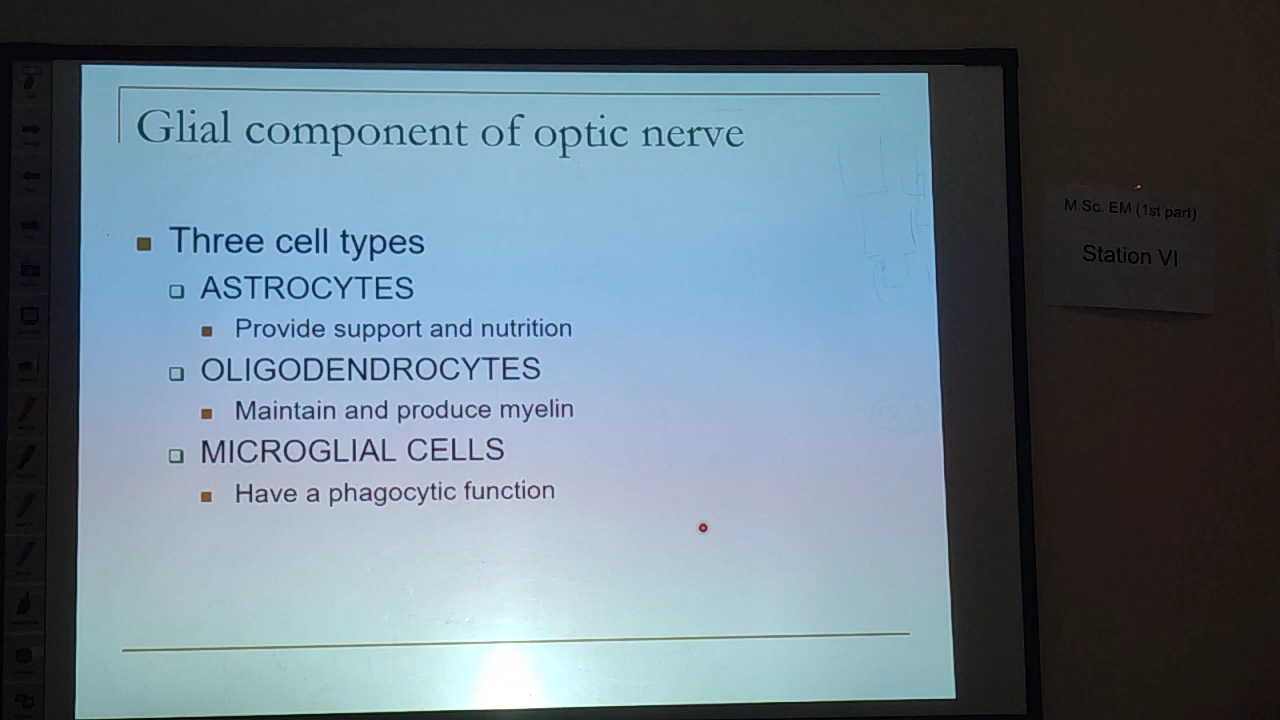 Glial component of optic nerve
Three cell types
ASTROCYTES
Provide support and nutrition
OLIGODENDROCYTES
Maintain and produce myelin
MICROGLIAL CELLS
Have a phagocytic function
M.Sc. EM (1st part)
Station VI